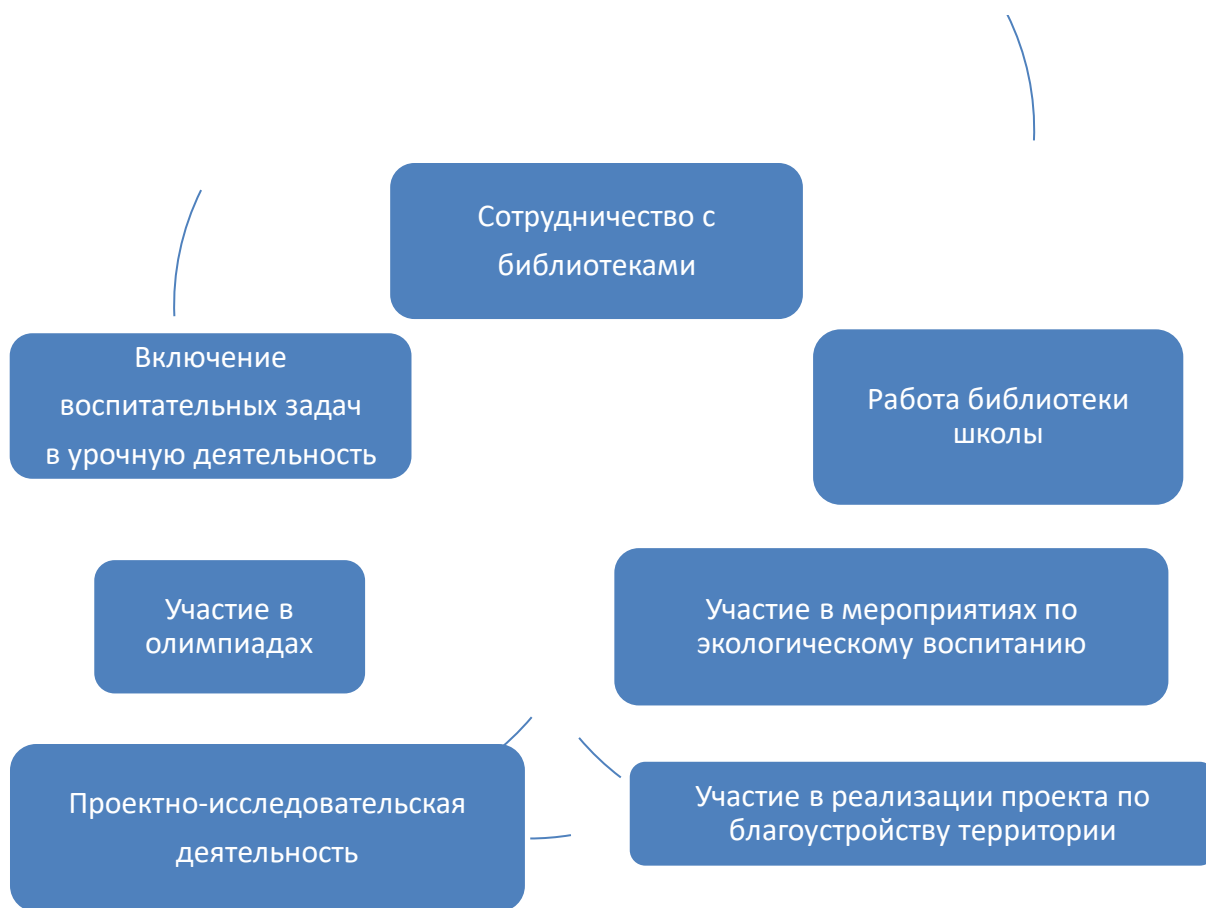 Сотрудничество с
библиотеками
Включение
воспитательных задач
в урочную деятельность
Работа библиотеки
школы
Участие в
олимпиадах
Участие в мероприятиях по
экологическому воспитанию
Проектно-исследовательская
деятельность
Участие в реализации проекта по
благоустройству территории